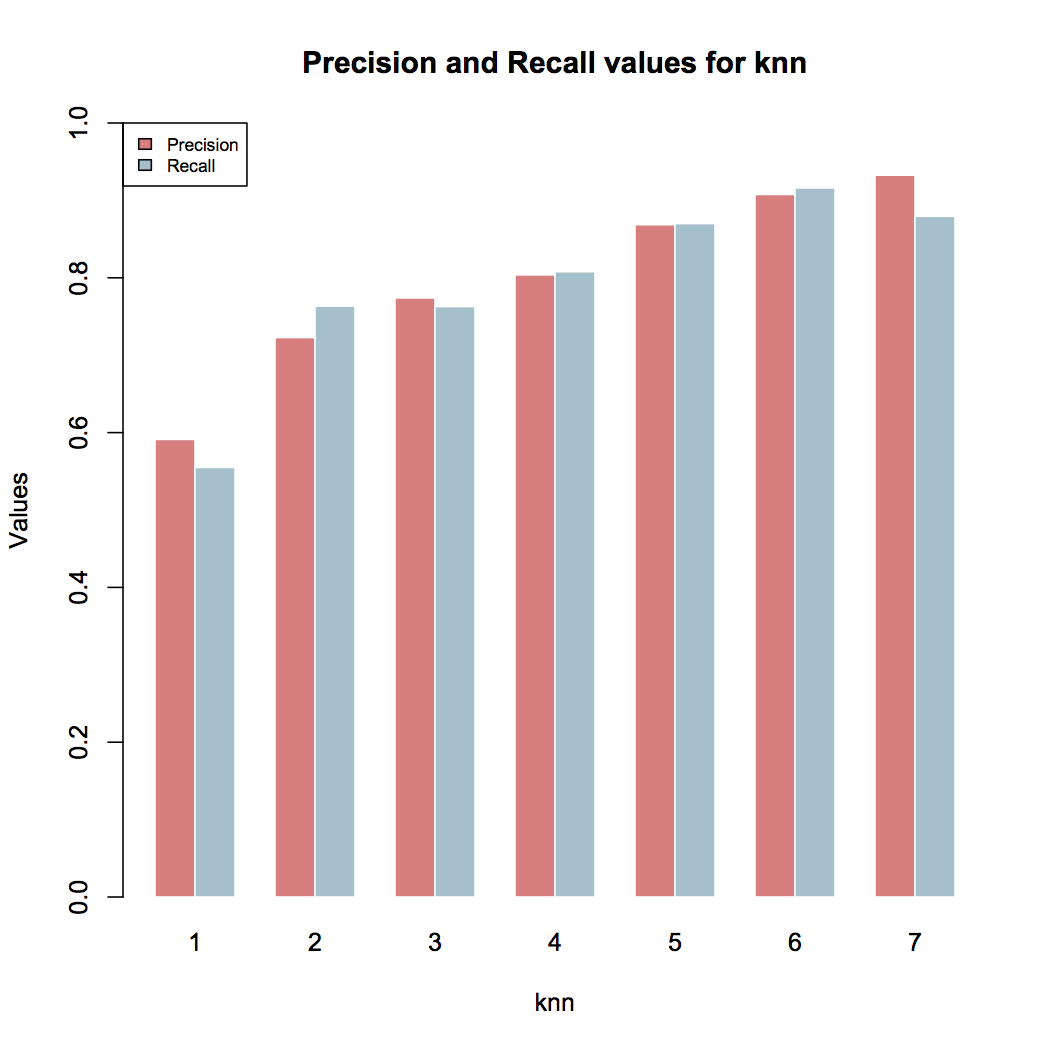 Precision and Recall values for knn
Precision
Recall
1.0
0.8
0.6
0.4
0.2
0.0
Values
1 2 3 4 5 6 7
knn